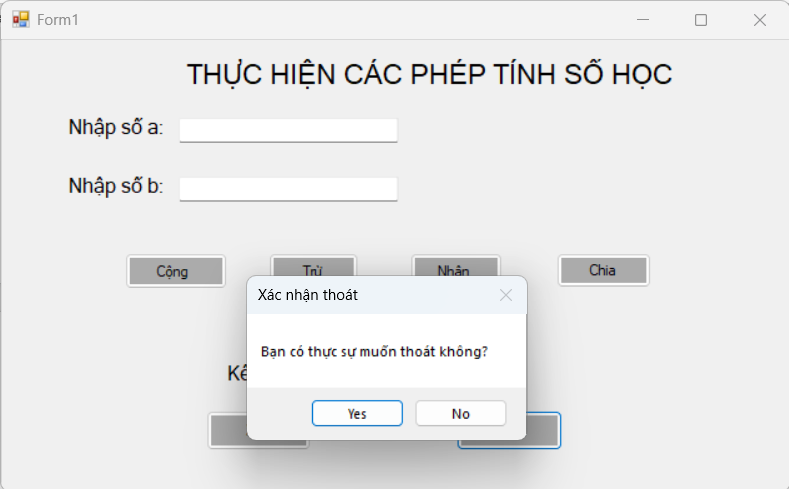 Form1
THỰC HIỆN CÁC PHÉP TÍNH SỐ HỌC
Nhập số a:
Nhập số b:
Cộng Trừ Nhân Chia
Xác nhận thoát
Bạn có thực sự muốn thoát không?
Yes No